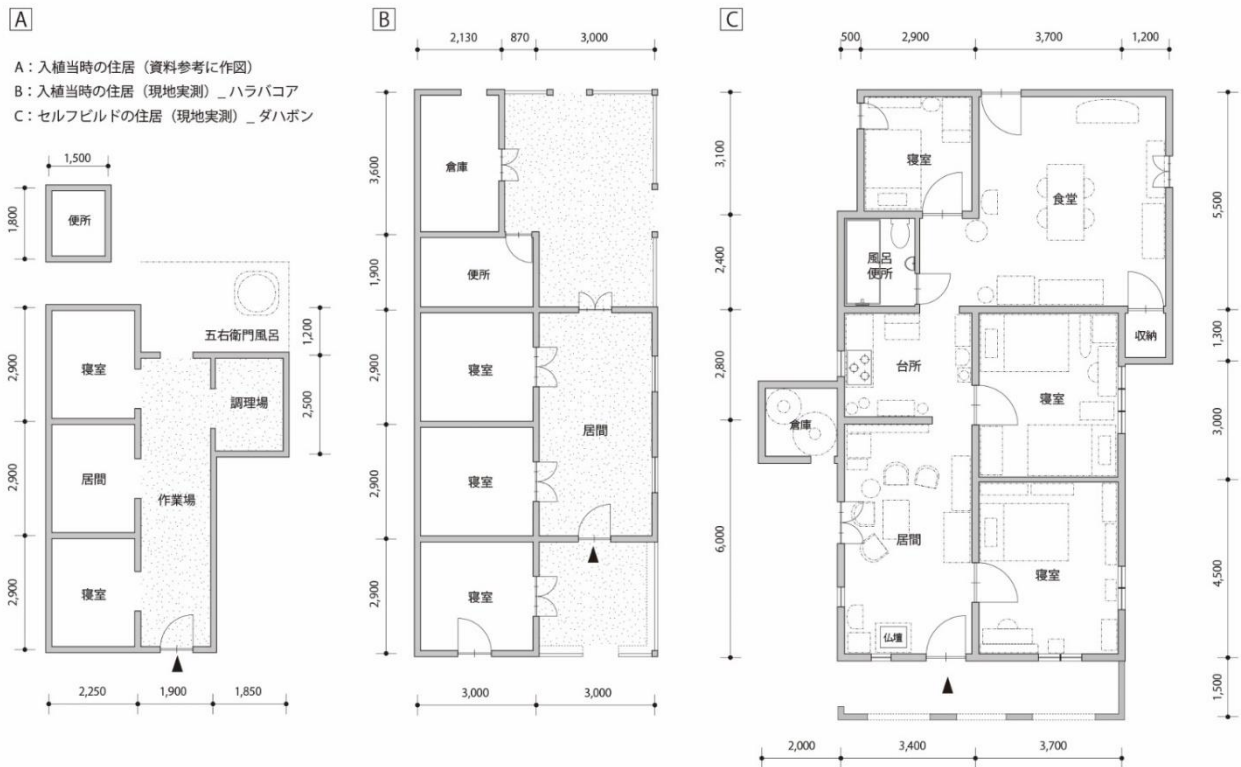 A
A：入植当時の住居（資料参考に作図）
B：入植当時の住居（現地実測）_ ハラバコア
C：セルフビルドの住居（現地実測）_ ダハボン
1,500
1,800
便所
五右衛門風呂
1,200
2,900
寝室
調理場
2,500
2,900
居間
作業場
2,900
寝室
2,250
1,900
1,850
B
2,130
870
3,000
3,600
倉庫
1,900
便所
2,900
寝室
居間
2,900
寝室
2,900
寝室
3,000
3,000
C
500
2,900
3,700
1,200
3,100
寝室
食堂
5,500
2,400
風呂
便所
収納
1,300
2,800
台所
寝室
3,000
倉庫
6,000
居間
寝室
4,500
仏壇
1,500
2,000
3,400
3,700